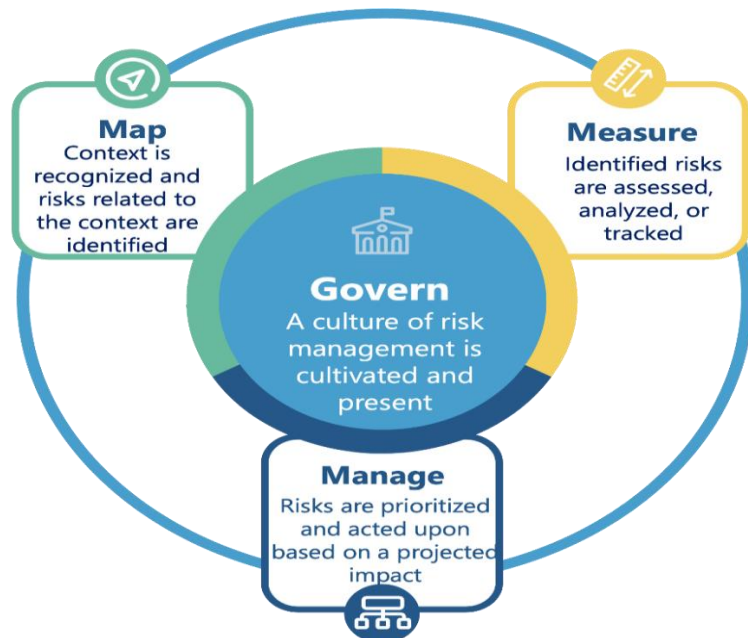 Map
Context is
recognized and
risks related to
the context are
identified
Measure
Identified risks
are assessed,
analyzed, or
tracked
Govern
A culture of risk
management is
cultivated and
present
Manage
Risks are prioritized
and acted upon
based on a projected
impact